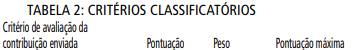 TABELA 2: CRITÉRIOS CLASSIFICATÓRIOS
Critério de avaliação da
contribuição enviada Pontuação Peso Pontuação máxima